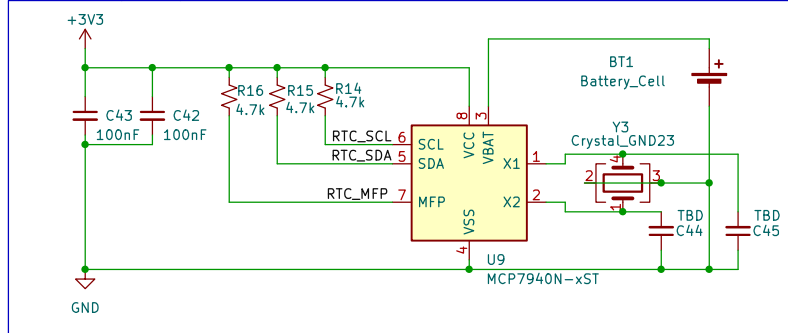 +3V3
BT1
Battery_Cell
+
R16
4.7k
R15
4.7k
R14
4.7k
C43
100nF
C42
100nF
8
3
Y3
Crystal_GND23
RTC_SCL
6
SCL
VCC
VBAT
X1
1
4
RTC_SDA
5
SDA
2
3
RTC_MFP
7
MFP
X2
2
1
VSS
TBD
C44
TBD
C45
4
U9
MCP7940N-xST
GND